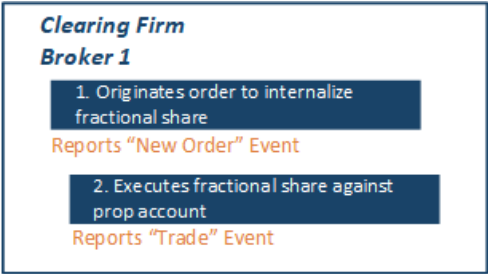 Clearing Firm
Broker 1
1. Originates order to internalize
fractional share
Reports “New Order” Event
2. Executes fractional share against
prop account
Reports “Trade” Event